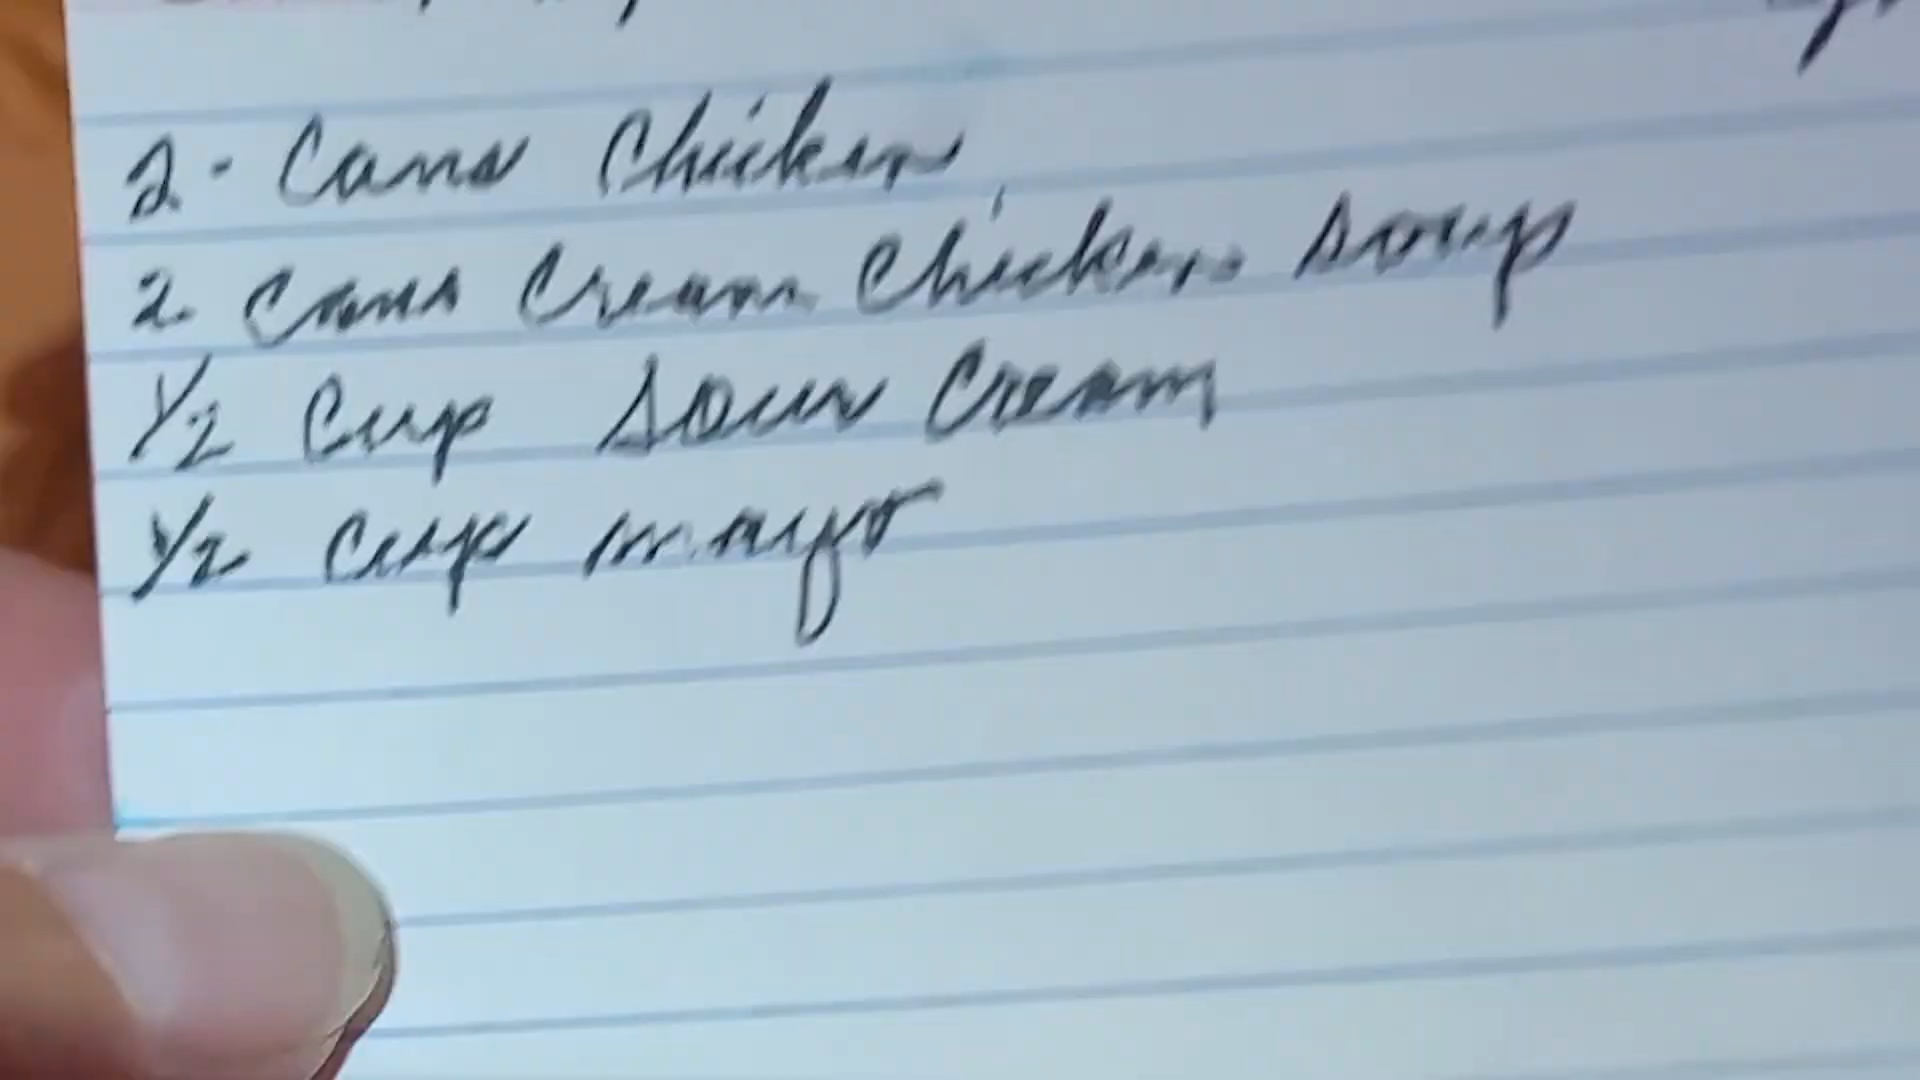 2 - Cans Chicken
2 Cans Cream Chicken Soup
1/2 Cup Sour Cream
1/2 Cup mayo